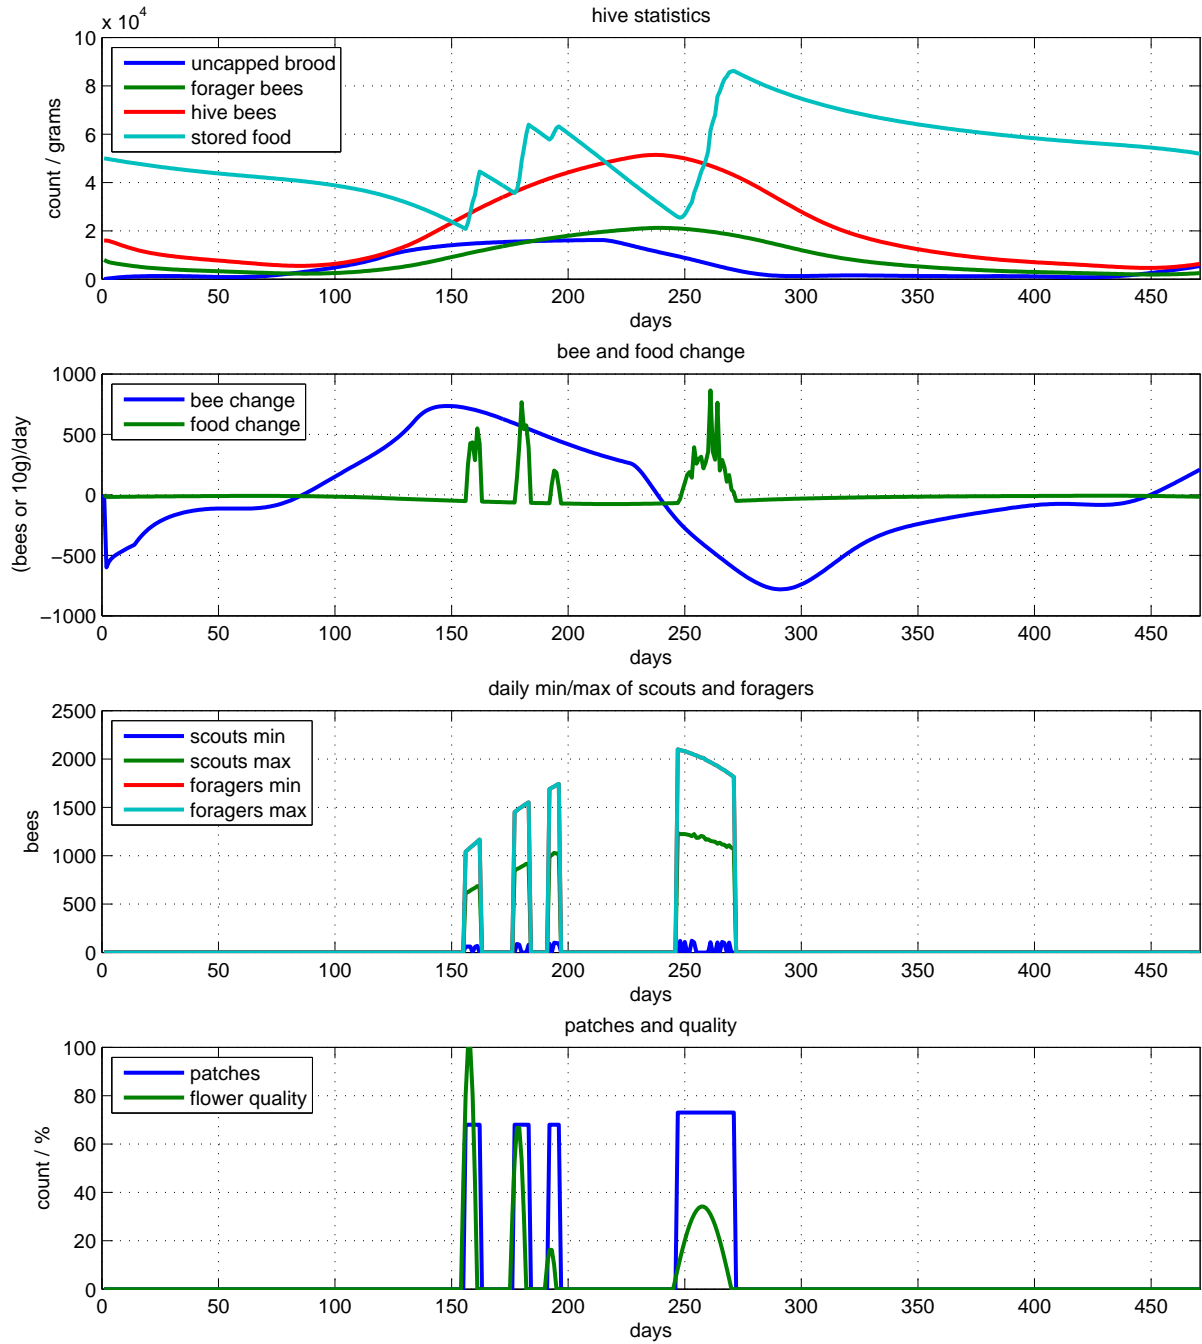 hive statistics
x 10^4
10
8
6
4
2
0
count / grams
uncapped brood
forager bees
hive bees
stored food
0 50 100 150 200 250 300 350 400 450
days
bee and food change
1000
500
0
−500
−1000
(bees or 10g)/day
bee change
food change
0 50 100 150 200 250 300 350 400 450
days
daily min/max of scouts and foragers
2500
2000
1500
1000
500
0
bees
scouts min
scouts max
foragers min
foragers max
0 50 100 150 200 250 300 350 400 450
days
patches and quality
100
80
60
40
20
0
count / %
patches
flower quality
0 50 100 150 200 250 300 350 400 450
days